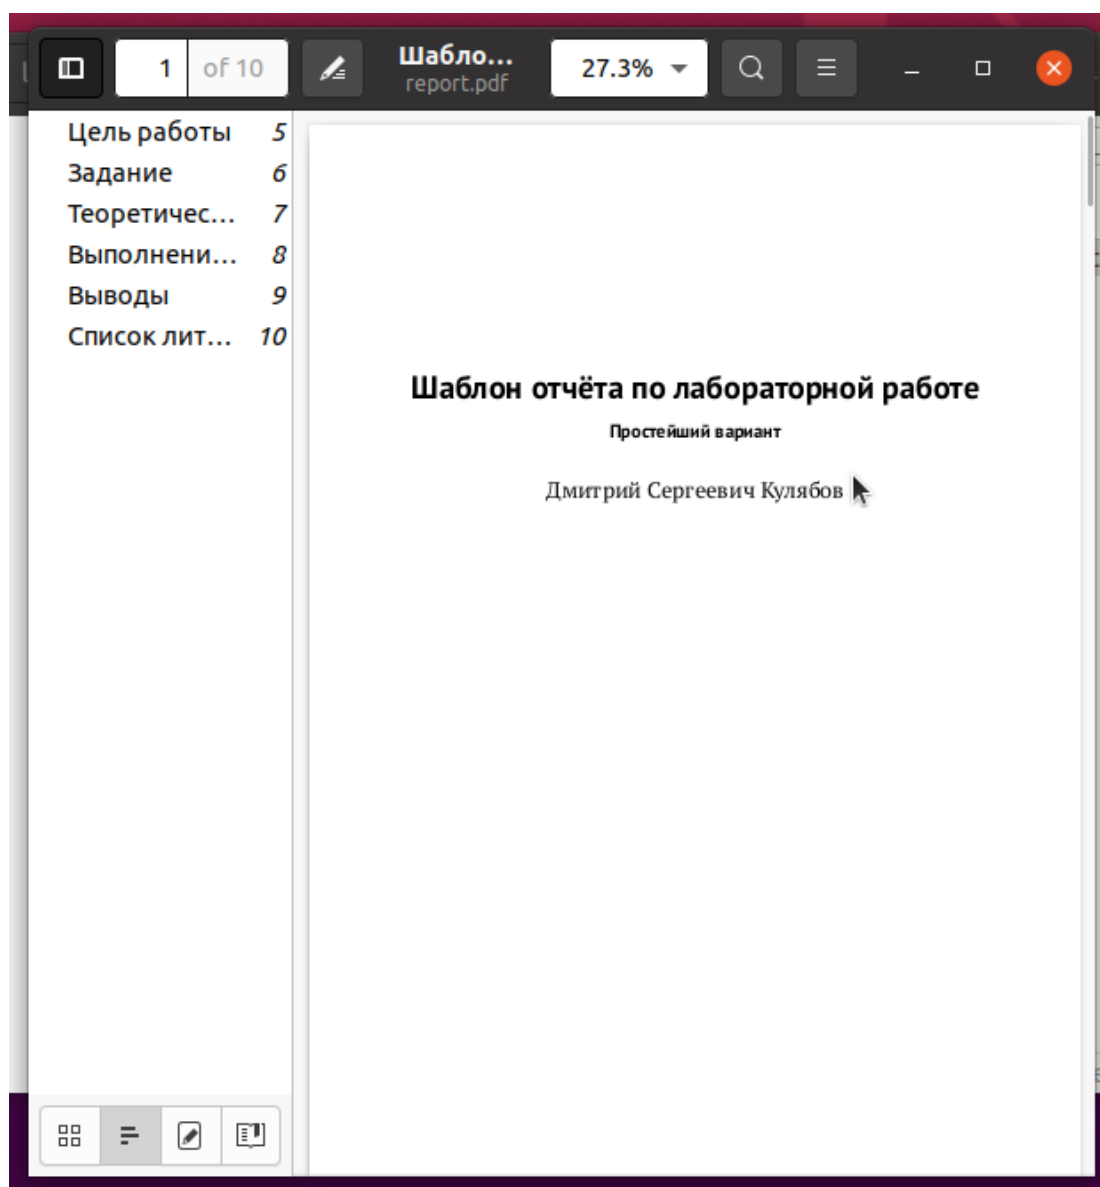 1 of 10 Шабло... 27.3%
report.pdf
Цель работы 5
Задание 6
Теоретичес... 7
Выполнени... 8
Выводы 9
Список лит... 10
Шаблон отчёта по лабораторной работе
Простейший вариант
Дмитрий Сергеевич Кулябов